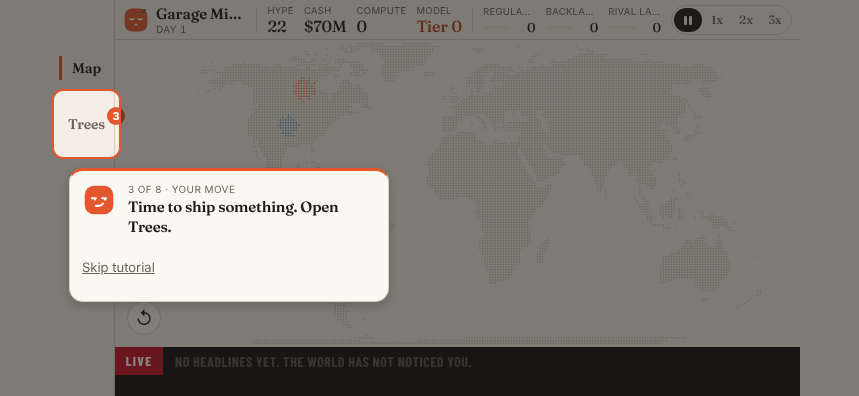 Garage Mi...
DAY 1
HYPE
22
CASH
$70M
COMPUTE
0
MODEL
Tier 0
REGULA...
0
BACKLA...
0
RIVAL LA...
0
1x
2x
3x
Map
Trees
3
3 OF 8 · YOUR MOVE
Time to ship something. Open
Trees.
Skip tutorial
LIVE
NO HEADLINES YET. THE WORLD HAS NOT NOTICED YOU.